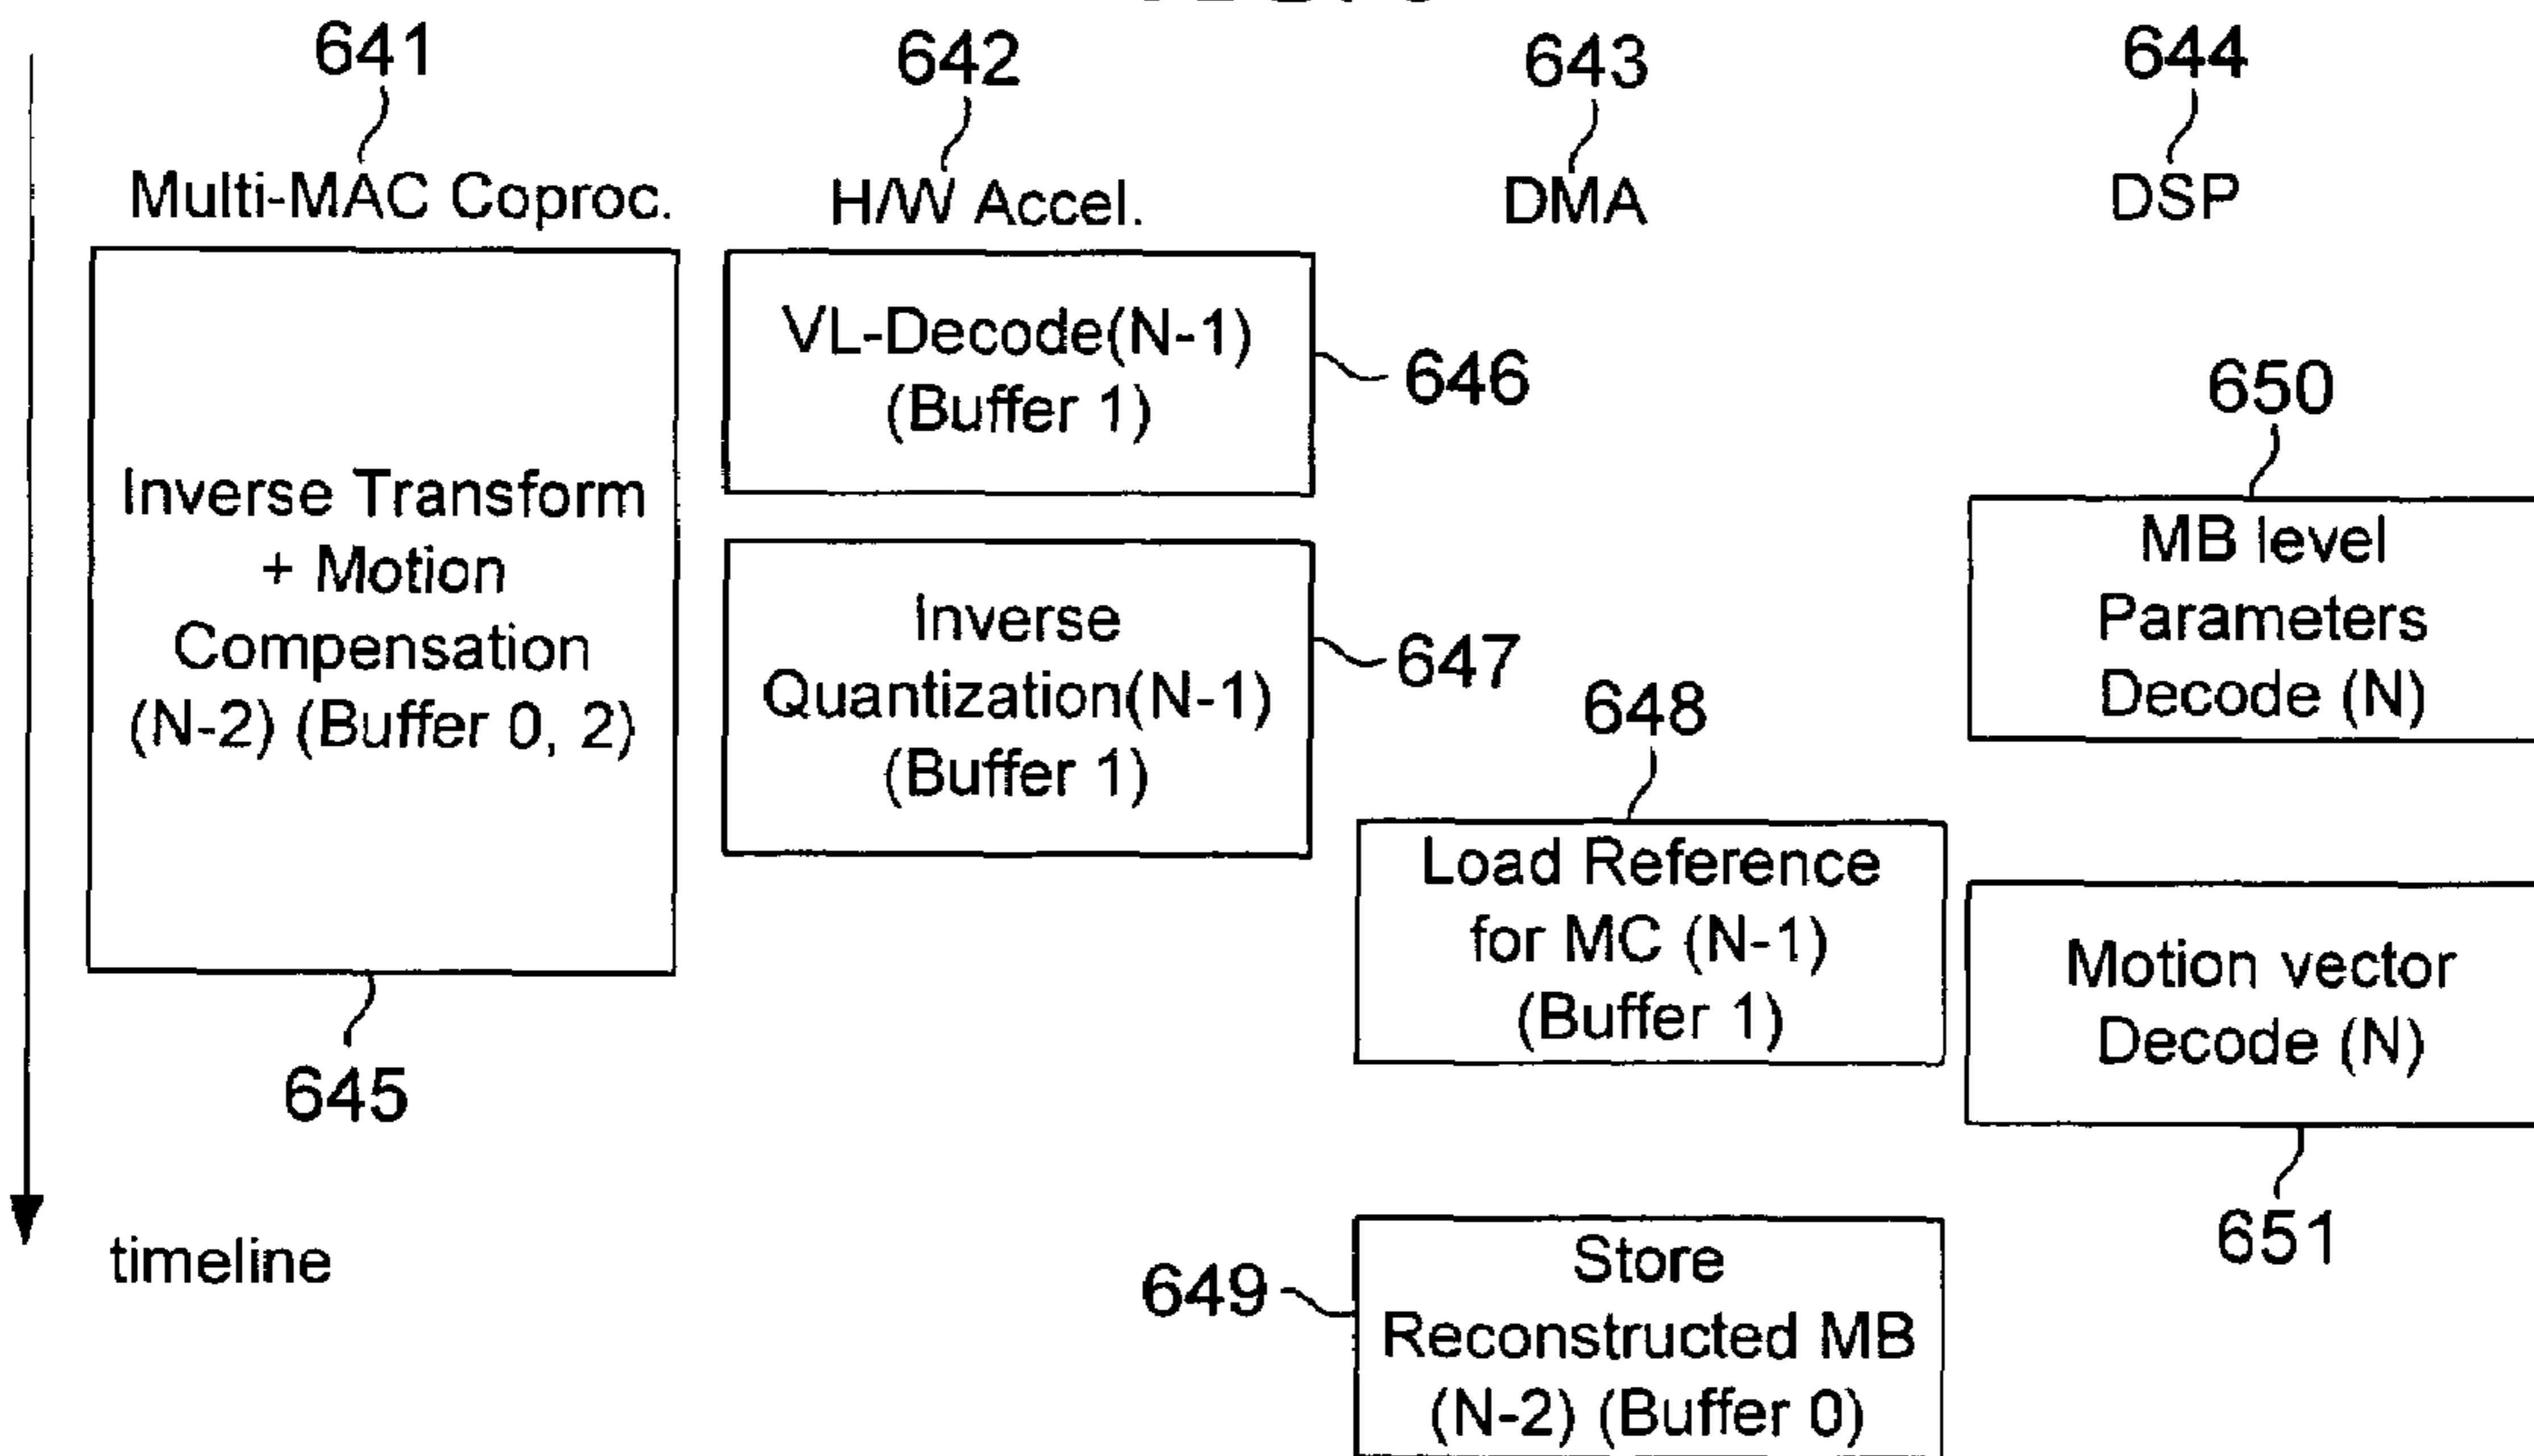 641
642
643
644
Multi-MAC Coproc.
H/W Accel.
DMA
DSP
VL-Decode(N-1)
(Buffer 1)
646
650
Inverse Transform
+ Motion
Compensation
(N-2) (Buffer 0, 2)
Inverse
Quantization(N-1)
(Buffer 1)
647
MB level
Parameters
Decode (N)
648
Load Reference
for MC (N-1)
(Buffer 1)
Motion vector
Decode (N)
645
651
timeline
649
Store
Reconstructed MB
(N-2) (Buffer 0)